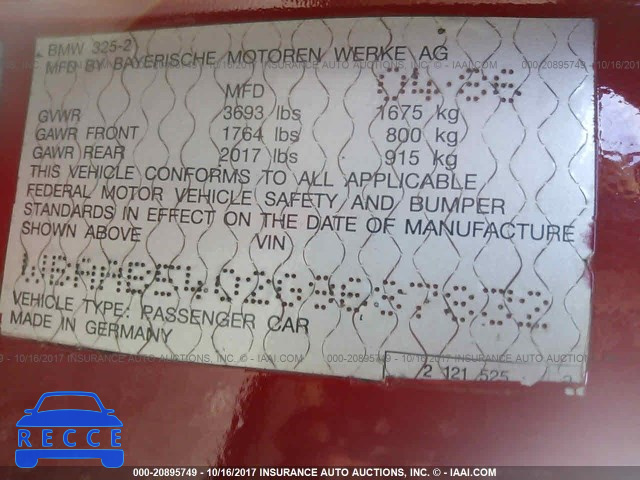 BMW 325-2
MFD BY BAYERISCHE MOTOREN WERKE AG
MFD
GVWR 3693 lbs 1675 kg
GAWR FRONT 1764 lbs 800 kg
GAWR REAR 2017 lbs 915 kg
THIS VEHICLE CONFORMS TO ALL APPLICABLE
FEDERAL MOTOR VEHICLE SAFETY AND BUMPER
STANDARDS IN EFFECT ON THE DATE OF MANUFACTURE
SHOWN ABOVE VIN
VEHICLE TYPE: PASSENGER CAR
MADE IN GERMANY
2 121 525
RECCE
000-20895749 - 10/16/2017 INSURANCE AUTO AUCTIONS, INC. - © - IAAI.COM